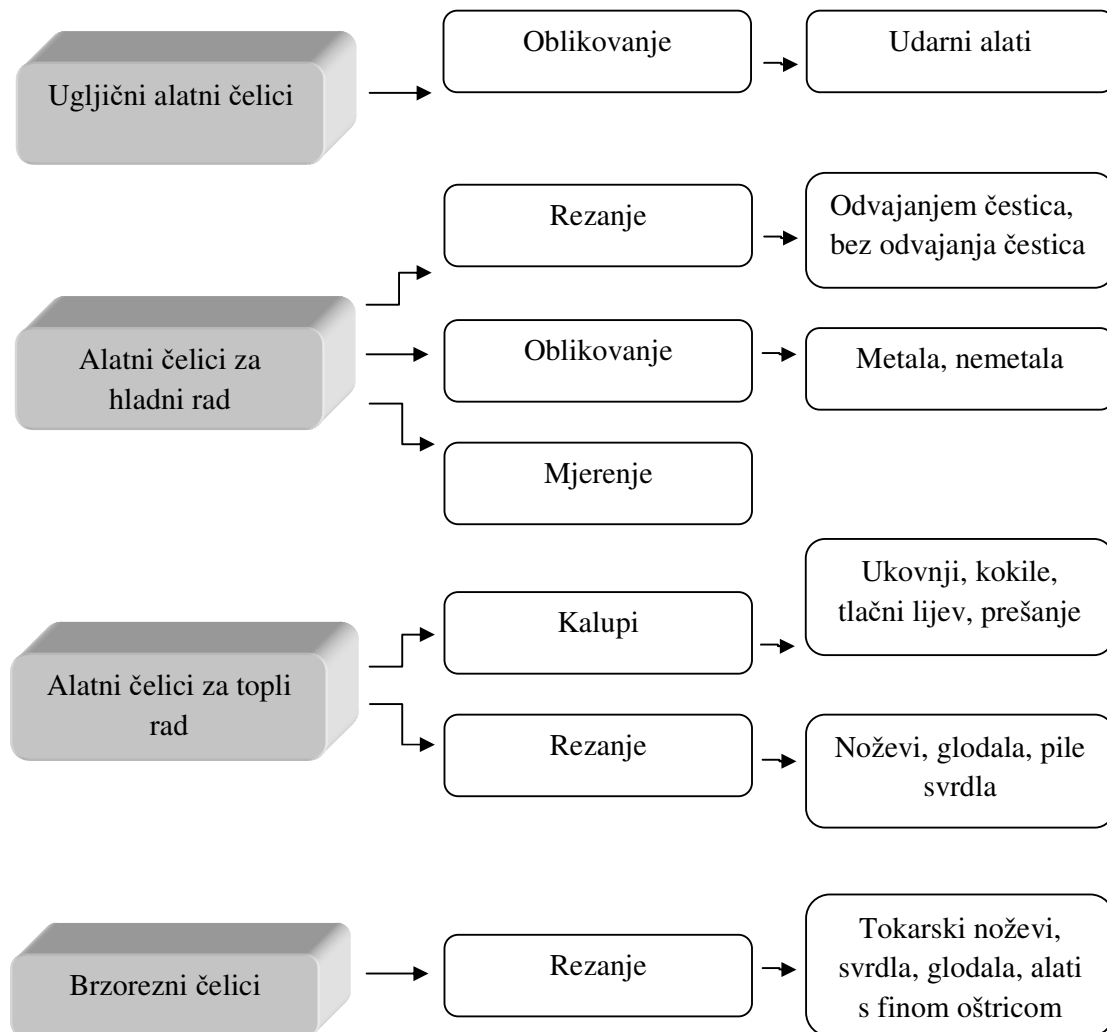 Ugljični alatni čelici
Oblikovanje
Udarni alati
Alatni čelici za
hladni rad
Rezanje
Odvajanjem čestica,
bez odvajanja čestica
Oblikovanje
Metala, nemetala
Mjerenje
Alatni čelici za topli
rad
Kalupi
Ukovnji, kokile,
tlačni lijev, prešanje
Rezanje
Noževi, glodala, pile
svrdla
Brzorezni čelici
Rezanje
Tokarski noževi,
svrdla, glodala, alati
s finom oštricom